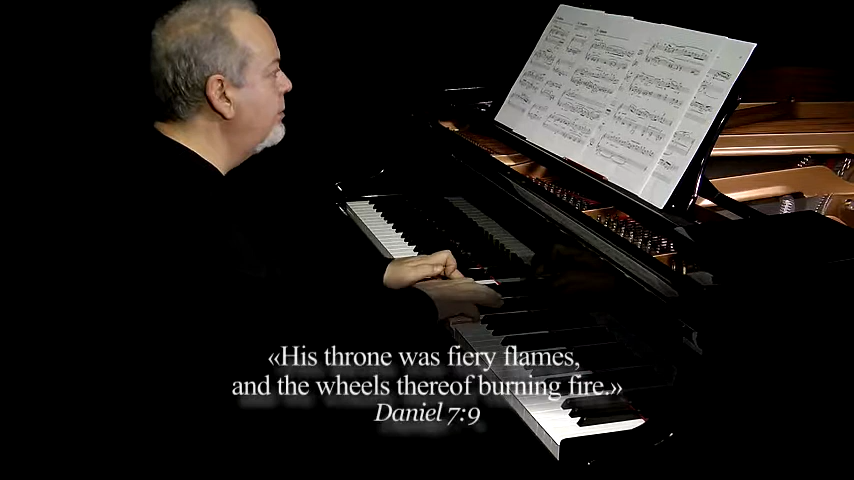 «His throne was fiery flames,
and the wheels thereof burning fire.»
Daniel 7:9